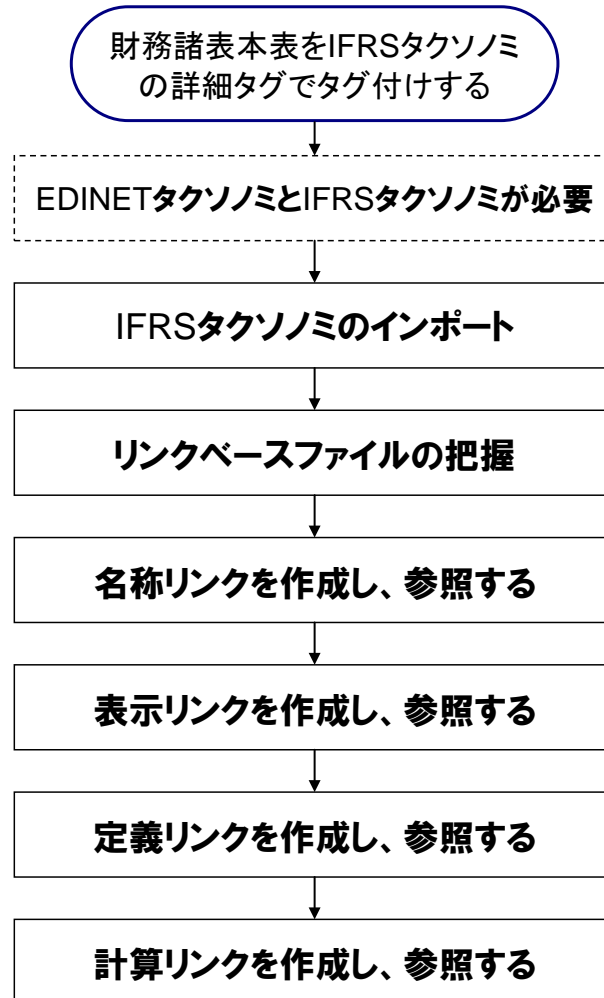 財務諸表本表をIFRSタクソノミ
の詳細タグでタグ付けする
EDINETタクソノミとIFRSタクソノミが必要
IFRSタクソノミのインポート
リンクベースファイルの把握
名称リンクを作成し、参照する
表示リンクを作成し、参照する
定義リンクを作成し、参照する
計算リンクを作成し、参照する